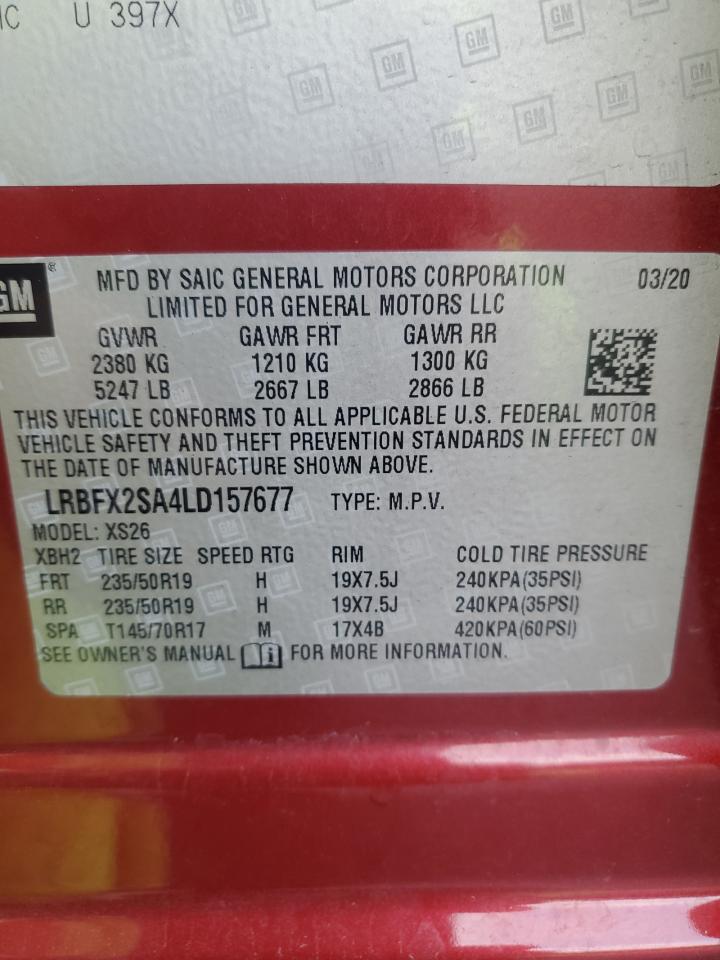 IC U 397X
GM
MFD BY SAIC GENERAL MOTORS CORPORATION 03/20
LIMITED FOR GENERAL MOTORS LLC
GVWR GAWR FRT GAWR RR
2380 KG 1210 KG 1300 KG
5247 LB 2667 LB 2866 LB
THIS VEHICLE CONFORMS TO ALL APPLICABLE U.S. FEDERAL MOTOR
VEHICLE SAFETY AND THEFT PREVENTION STANDARDS IN EFFECT ON
THE DATE OF MANUFACTURE SHOWN ABOVE.
LRBFX2SA4LD157677 TYPE: M.P.V.
MODEL: XS26
XBH2 TIRE SIZE SPEED RTG RIM COLD TIRE PRESSURE
FRT 235/50R19 H 19X7.5J 240KPA(35PSI)
RR 235/50R19 H 19X7.5J 240KPA(35PSI)
SPA T145/70R17 M 17X4B 420KPA(60PSI)
SEE OWNER'S MANUAL FOR MORE INFORMATION.